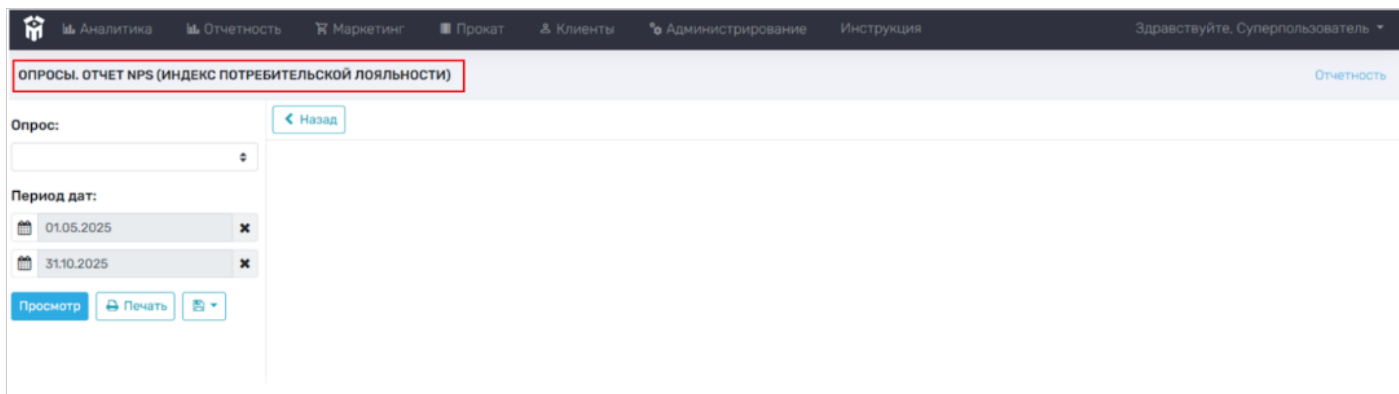 Аналитика Отчетность Маркетинг Прокат Клиенты Администрирование Инструкция Здравствуйте, Суперпользователь
ОПРОСЫ. ОТЧЕТ NPS (ИНДЕКС ПОТРЕБИТЕЛЬСКОЙ ЛОЯЛЬНОСТИ) Отчетность
Опрос: Назад
Период дат:
01.05.2025
31.10.2025
Просмотр Печать